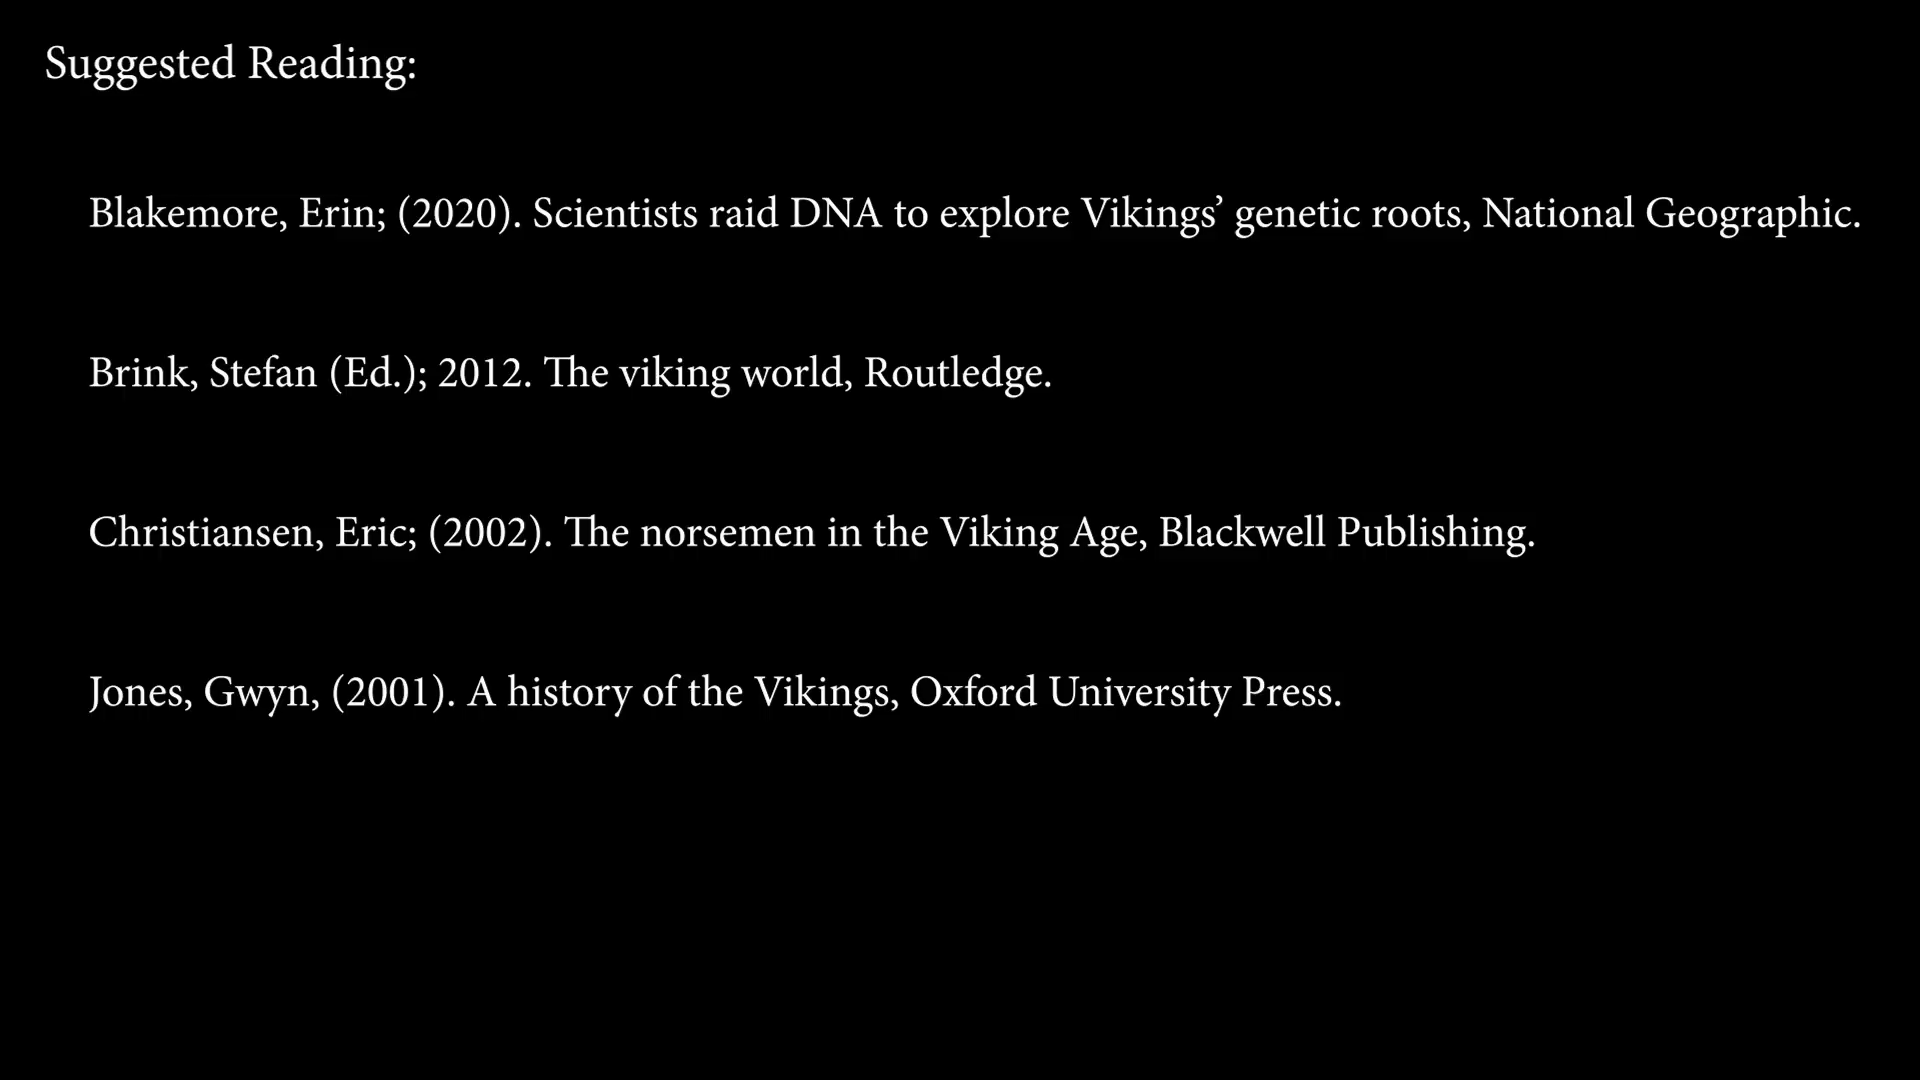 Suggested Reading:
Blakemore, Erin; (2020). Scientists raid DNA to explore Vikings’ genetic roots, National Geographic.
Brink, Stefan (Ed.); 2012. The viking world, Routledge.
Christiansen, Eric; (2002). The norsemen in the Viking Age, Blackwell Publishing.
Jones, Gwyn, (2001). A history of the Vikings, Oxford University Press.